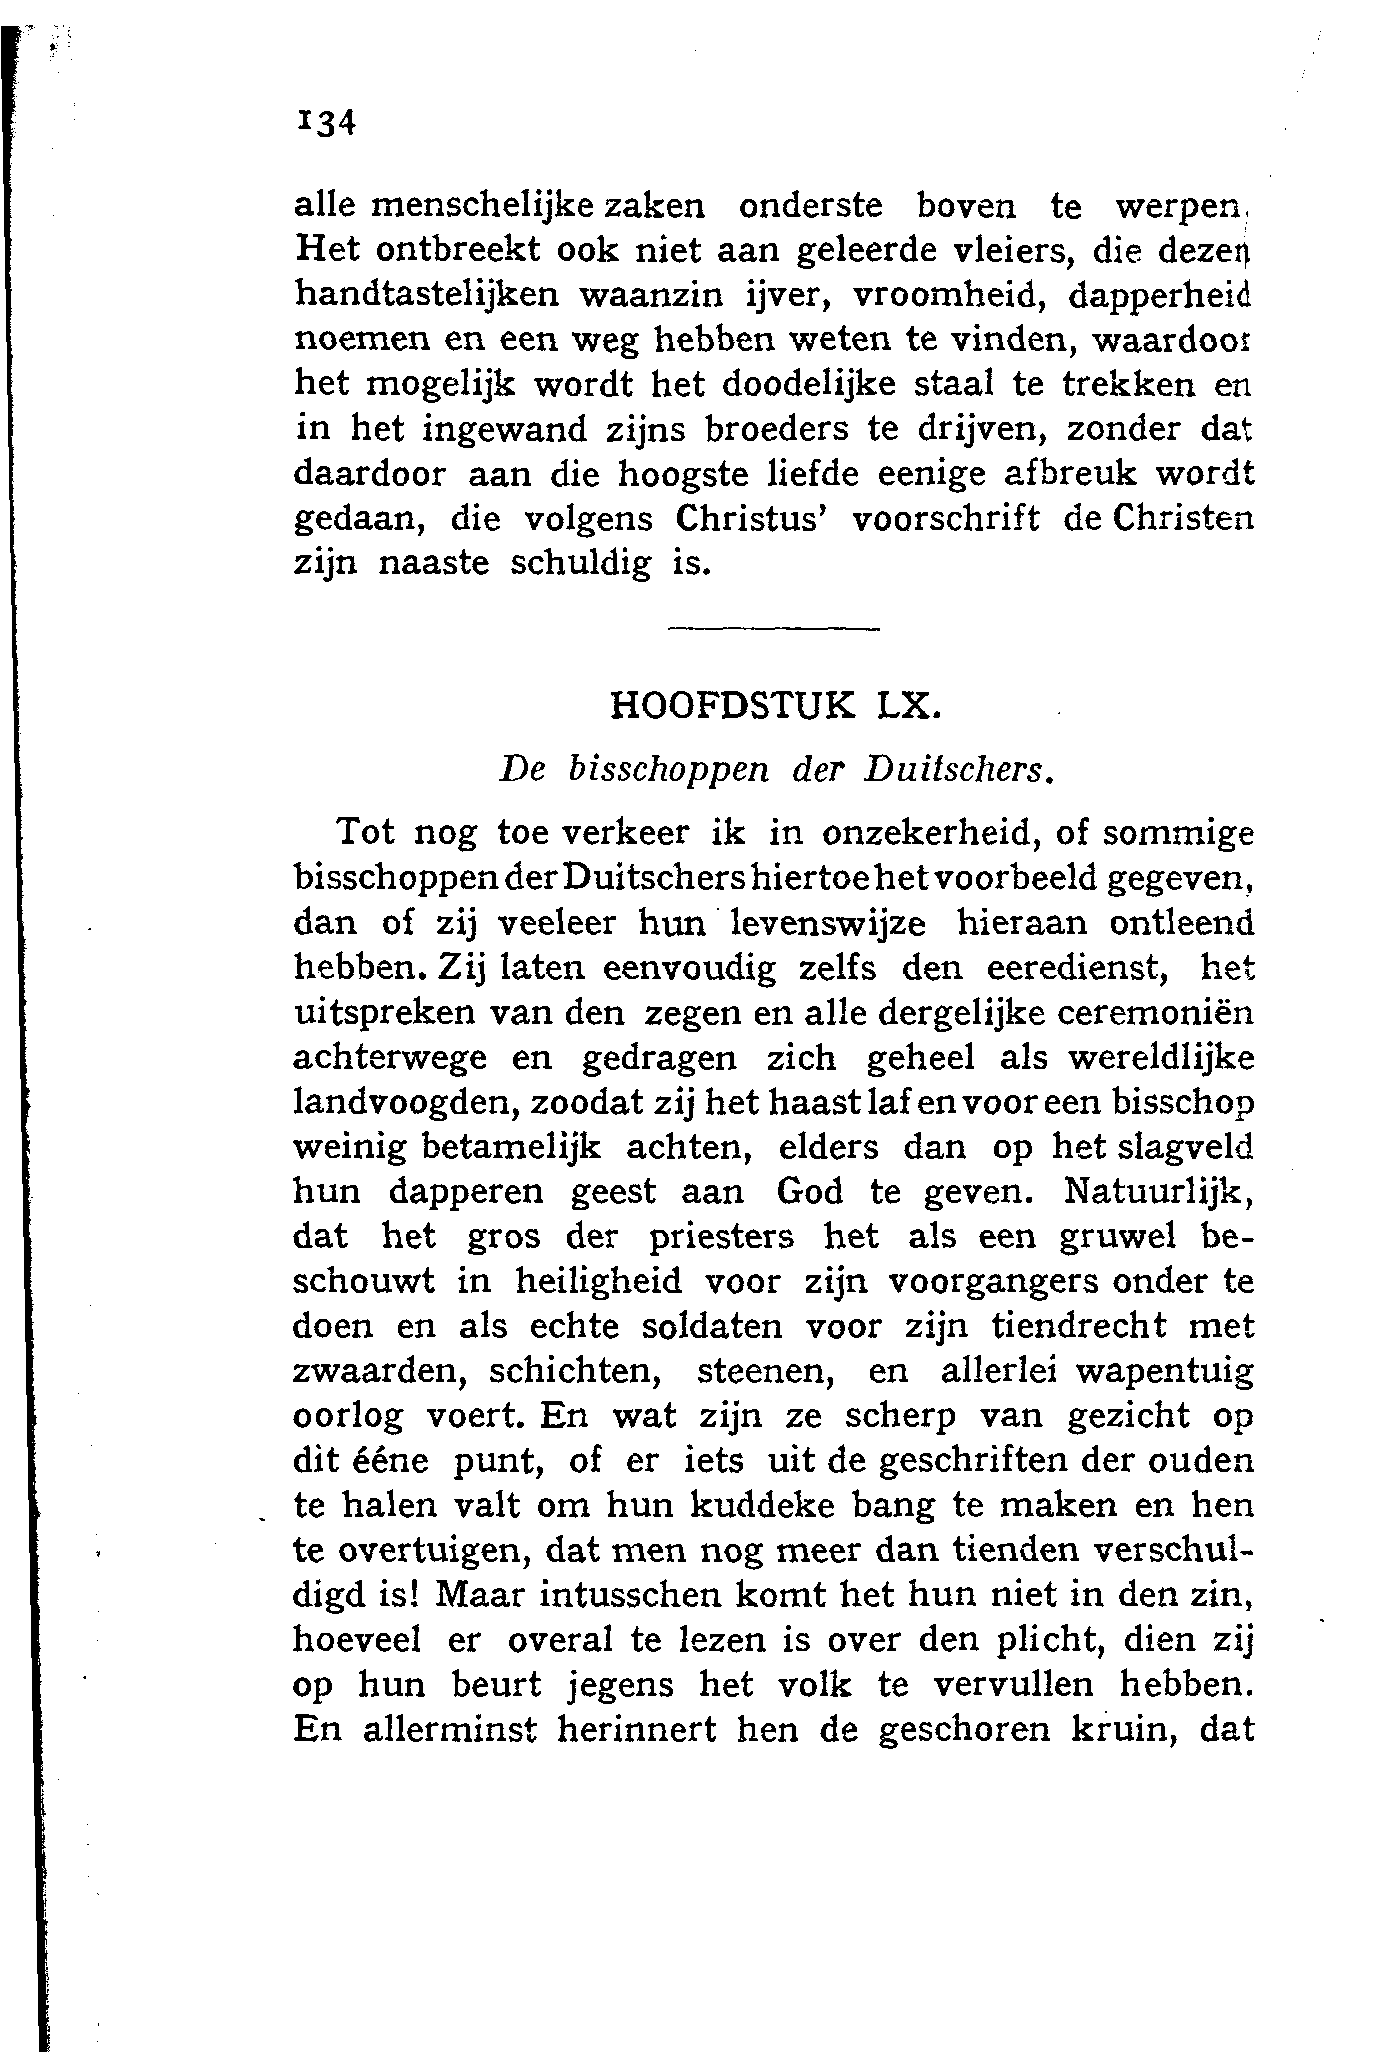 134
alle menschelijke zaken onderste boven te werpen.
Het ontbreekt ook niet aan geleerde vleiers, die dezen
handtastelijken waanzin ijver, vroomheid, dapperheid
noemen en een weg hebben weten te vinden, waardoor
het mogelijk wordt het doodelijke staal te trekken en
in het ingewand zijns broeders te drijven, zonder dat
daardoor aan die hoogste liefde eenige afbreuk wordt
gedaan, die volgens Christus' voorschrift de Christen
zijn naaste schuldig is.
HOOFDSTUK LX.
De bisschoppen der Duitschers.
Tot nog toe verkeer ik in onzekerheid, of sommige
bisschoppen der Duitschers hiertoe het voorbeeld gegeven,
dan of zij veeleer hun levenswijze hieraan ontleend
hebben. Zij laten eenvoudig zelfs den eeredienst, het
uitspreken van den zegen en alle dergelijke ceremoniën
achterwege en gedragen zich geheel als wereldlijke
landvoogden, zoodat zij het haast laf en voor een bisschop
weinig betamelijk achten, elders dan op het slagveld
hun dapperen geest aan God te geven. Natuurlijk,
dat het gros der priesters het als een gruwel be-
schouwt in heiligheid voor zijn voorgangers onder te
doen en als echte soldaten voor zijn tiendrecht met
zwaarden, schichten, steenen, en allerlei wapentuig
oorlog voert. En wat zijn ze scherp van gezicht op
dit ééne punt, of er iets uit de geschriften der ouden
te halen valt om hun kuddeke bang te maken en hen
te overtuigen, dat men nog meer dan tienden verschul-
digd is! Maar intusschen komt het hun niet in den zin,
hoeveel er overal te lezen is over den plicht, dien zij
op hun beurt jegens het volk te vervullen hebben.
En allerminst herinnert hen de geschoren kruin, dat